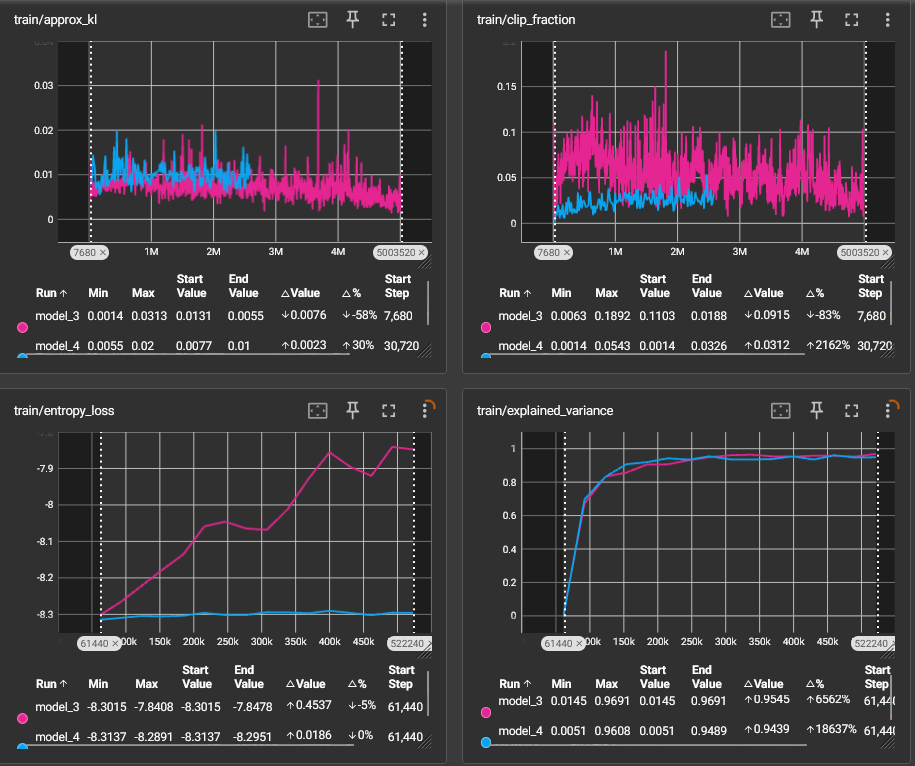 train/approx_kl
0.03
0.02
0.01
0
1M 2M 3M 4M
7680 × 5003520 ×
Run ↑ Min Max Start Value End Value △Value △% Start Step
model_3 0.0014 0.0313 0.0131 0.0055 ↓0.0076 ↓-58% 7,680
model_4 0.0055 0.02 0.0077 0.01 ↑0.0023 ↑30% 30,720
train/clip_fraction
0.15
0.1
0.05
0
1M 2M 3M 4M
7680 × 5003520 ×
Run ↑ Min Max Start Value End Value △Value △% Start Step
model_3 0.0063 0.1892 0.1103 0.0188 ↓0.0915 ↓-83% 7,680
model_4 0.0014 0.0543 0.0014 0.0326 ↑0.0312 ↑2162% 30,720
train/entropy_loss
-7.9
-8
-8.1
-8.2
-8.3
61440 × 00k 150k 200k 250k 300k 350k 400k 450k 522240 ×
Run ↑ Min Max Start Value End Value △Value △% Start Step
model_3 -8.3015 -7.8408 -8.3015 -7.8478 ↑0.4537 ↓-5% 61,440
model_4 -8.3137 -8.2891 -8.3137 -8.2951 ↑0.0186 ↓0% 61,440
train/explained_variance
1
0.8
0.6
0.4
0.2
0
61440 × 00k 150k 200k 250k 300k 350k 400k 450k 522240 ×
Run ↑ Min Max Start Value End Value △Value △% Start Step
model_3 0.0145 0.9691 0.0145 0.9691 ↑0.9545 ↑6562% 61,44
model_4 0.0051 0.9608 0.0051 0.9489 ↑0.9439 ↑18637% 61,44